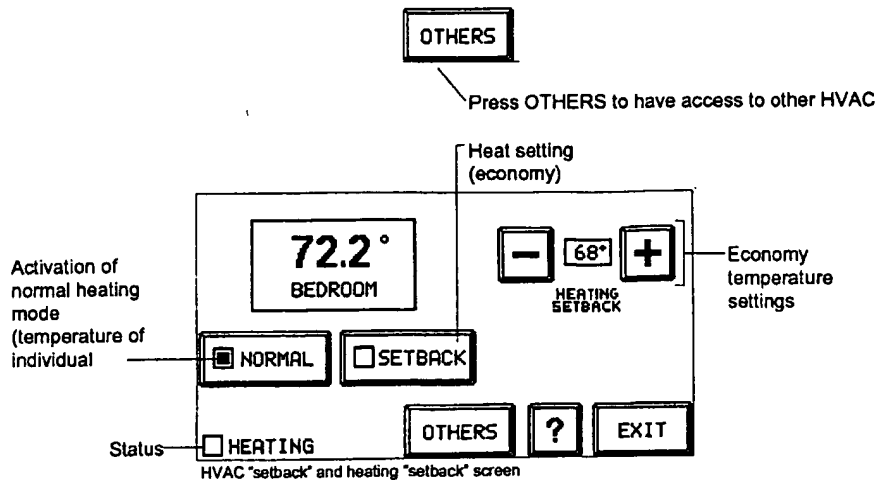 OTHERS
Press OTHERS to have access to other HVAC
Heat setting
(economy)
72.2°
BEDROOM
− 68° +
HEATING
SETBACK
Economy
temperature
settings
Activation of
normal heating
mode
(temperature of
individual
NORMAL
SETBACK
Status
HEATING
OTHERS
?
EXIT
HVAC "setback" and heating "setback" screen